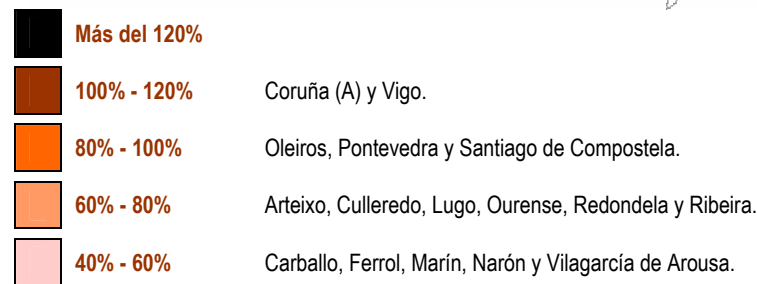 Más del 120%
100% - 120% Coruña (A) y Vigo.
80% - 100% Oleiros, Pontevedra y Santiago de Compostela.
60% - 80% Arteixo, Culleredo, Lugo, Ourense, Redondela y Ribeira.
40% - 60% Carballo, Ferrol, Marín, Narón y Vilagarcía de Arousa.